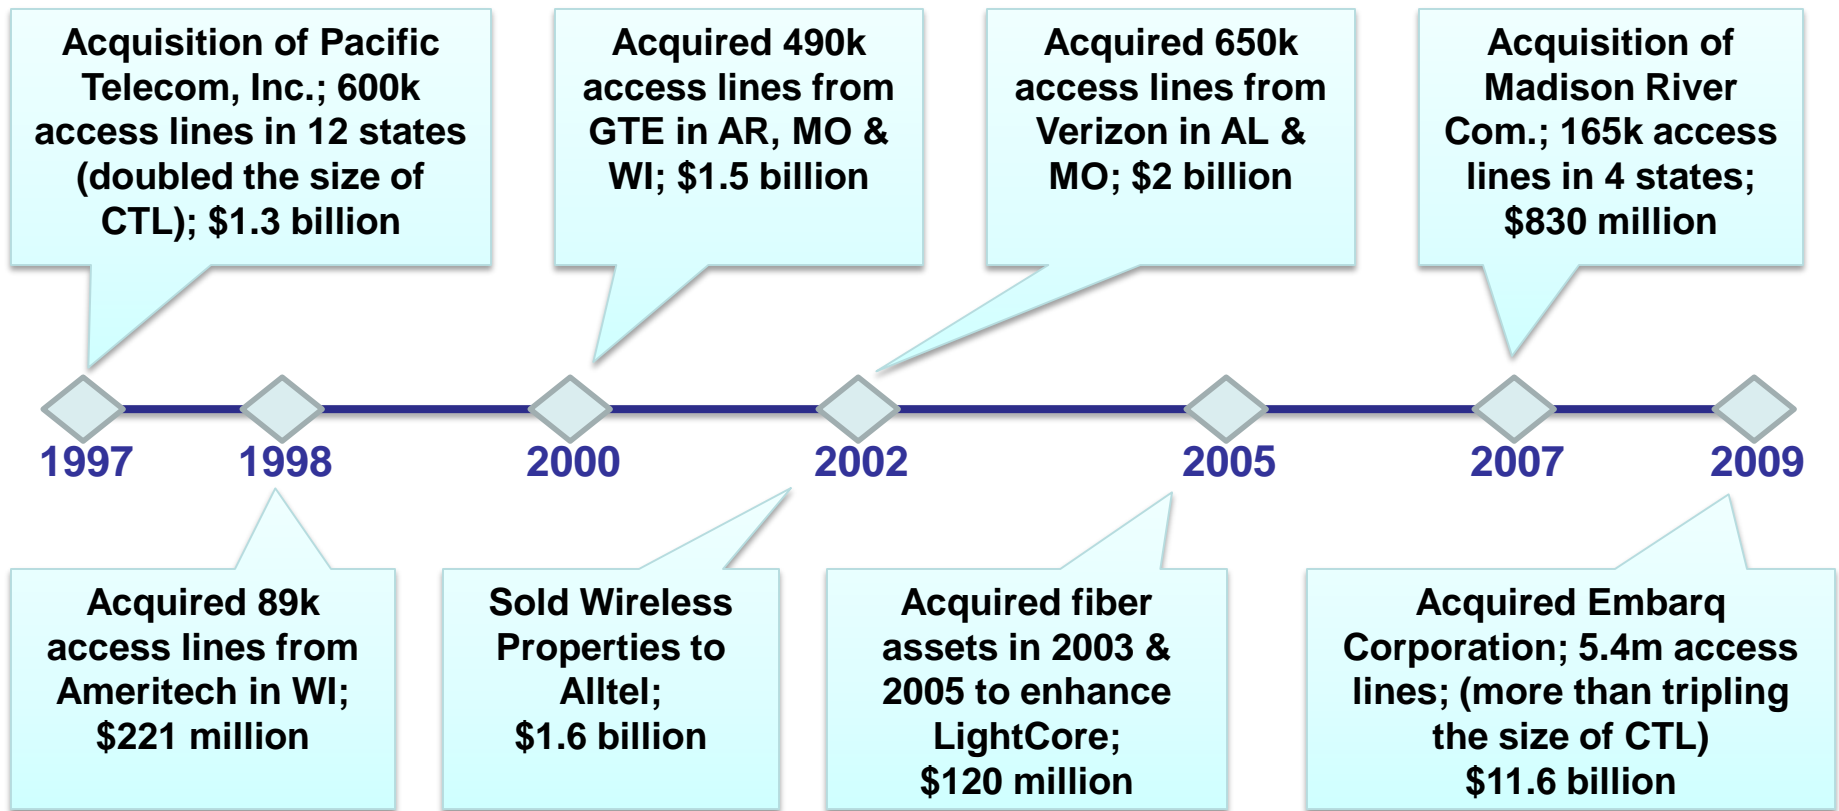 Acquisition of Pacific
Telecom, Inc.; 600k
access lines in 12 states
(doubled the size of
CTL); $1.3 billion
Acquired 490k
access lines from
GTE in AR, MO &
WI; $1.5 billion
Acquired 650k
access lines from
Verizon in AL &
MO; $2 billion
Acquisition of
Madison River
Com.; 165k access
lines in 4 states;
$830 million
1997
1998
2000
2002
2005
2007
2009
Acquired 89k
access lines from
Ameritech in WI;
$221 million
Sold Wireless
Properties to
Alltel;
$1.6 billion
Acquired fiber
assets in 2003 &
2005 to enhance
LightCore;
$120 million
Acquired Embarq
Corporation; 5.4m access
lines; (more than tripling
the size of CTL)
$11.6 billion